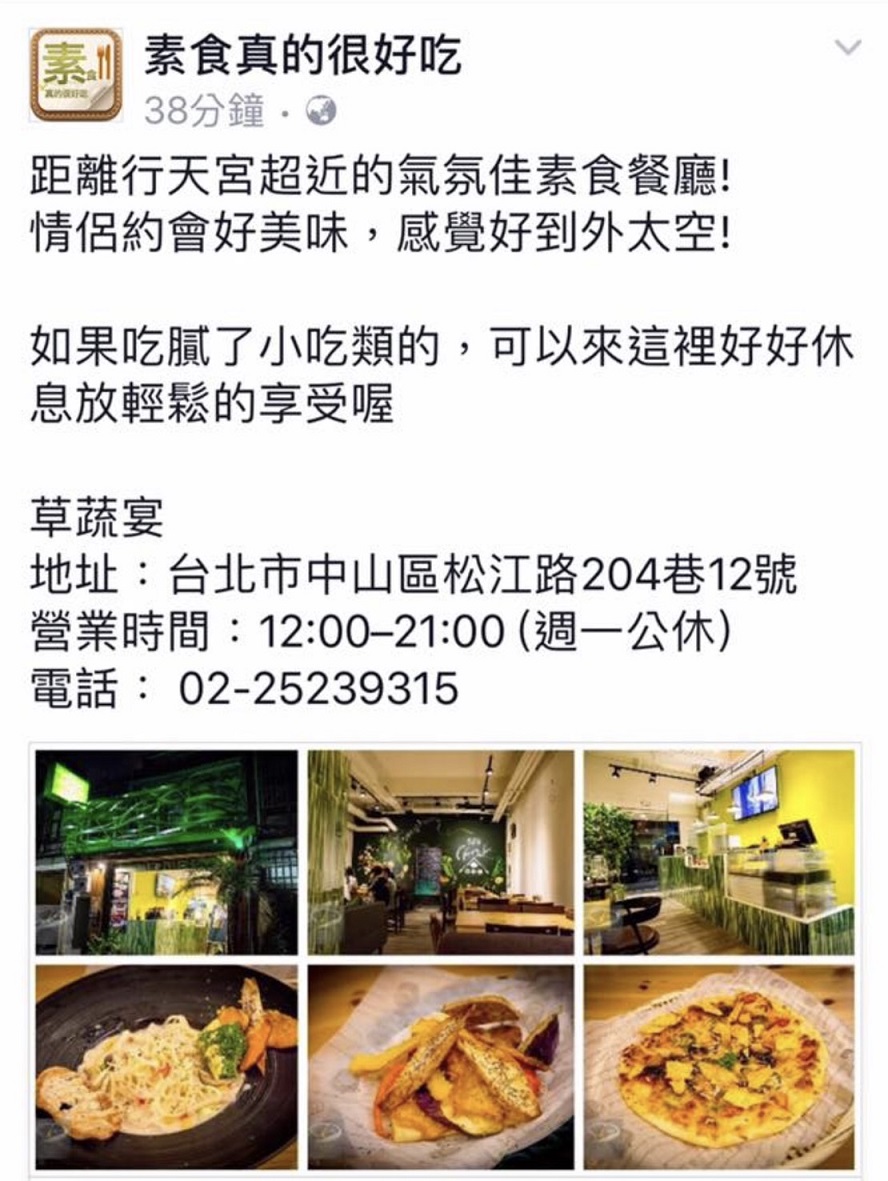 素食真的很好吃
38分鐘・
距離行天宮超近的氣氛佳素食餐廳!
情侶約會好美味，感覺好到外太空!
如果吃膩了小吃類的，可以來這裡好好休
息放輕鬆的享受喔
草蔬宴
地址：台北市中山區松江路204巷12號
營業時間：12:00–21:00 (週一公休)
電話： 02-25239315